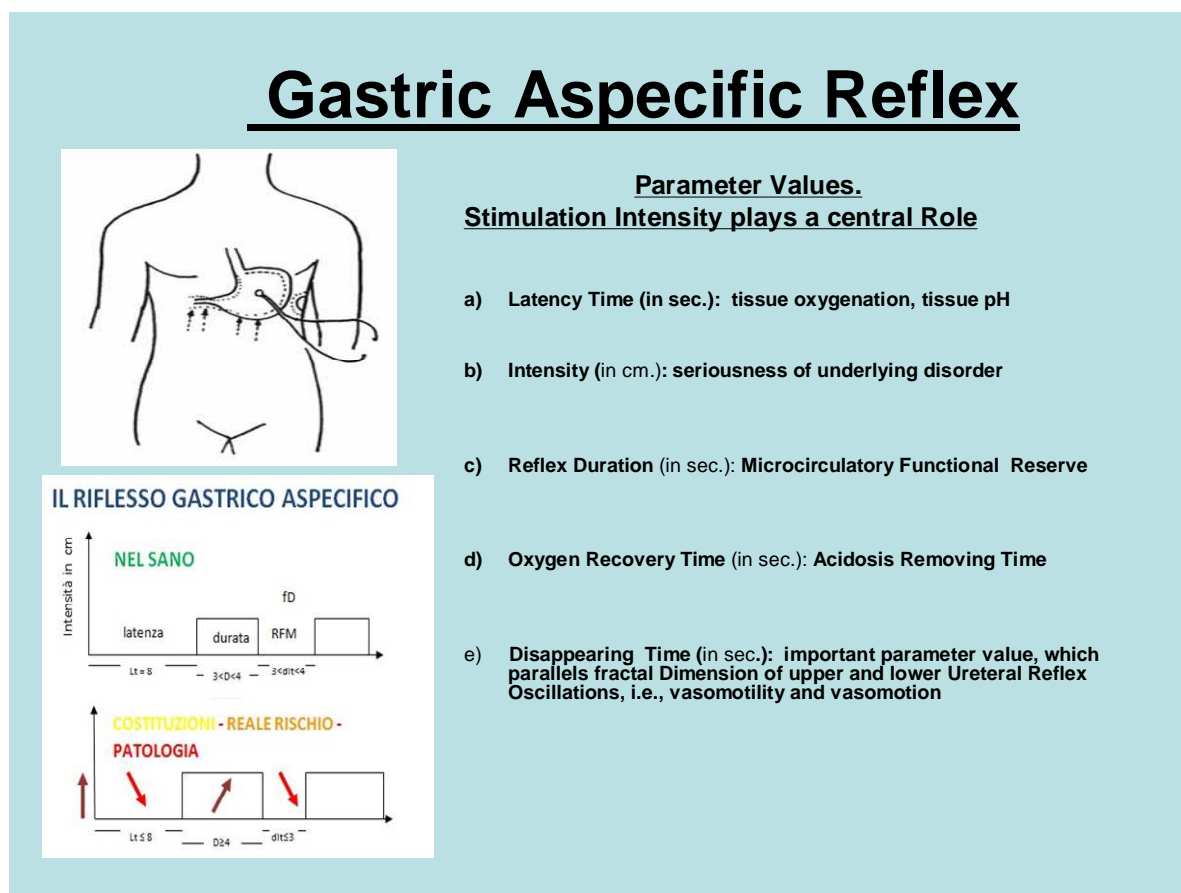 Gastric Aspecific Reflex
Parameter Values.
Stimulation Intensity plays a central Role
a) Latency Time (in sec.): tissue oxygenation, tissue pH
b) Intensity (in cm.): seriousness of underlying disorder
c) Reflex Duration (in sec.): Microcirculatory Functional Reserve
d) Oxygen Recovery Time (in sec.): Acidosis Removing Time
e) Disappearing Time (in sec.): important parameter value, which
parallels fractal Dimension of upper and lower Ureteral Reflex
Oscillations, i.e., vasomotility and vasomotion
IL RIFLESSO GASTRICO ASPECIFICO
Intensità in cm
NEL SANO
fD
latenza durata RFM
Lt = 8 3<D<4 3<dlt<4
COSTITUZIONI - REALE RISCHIO -
PATOLOGIA
Lt ≤ 8 D≥4 dlt≤3